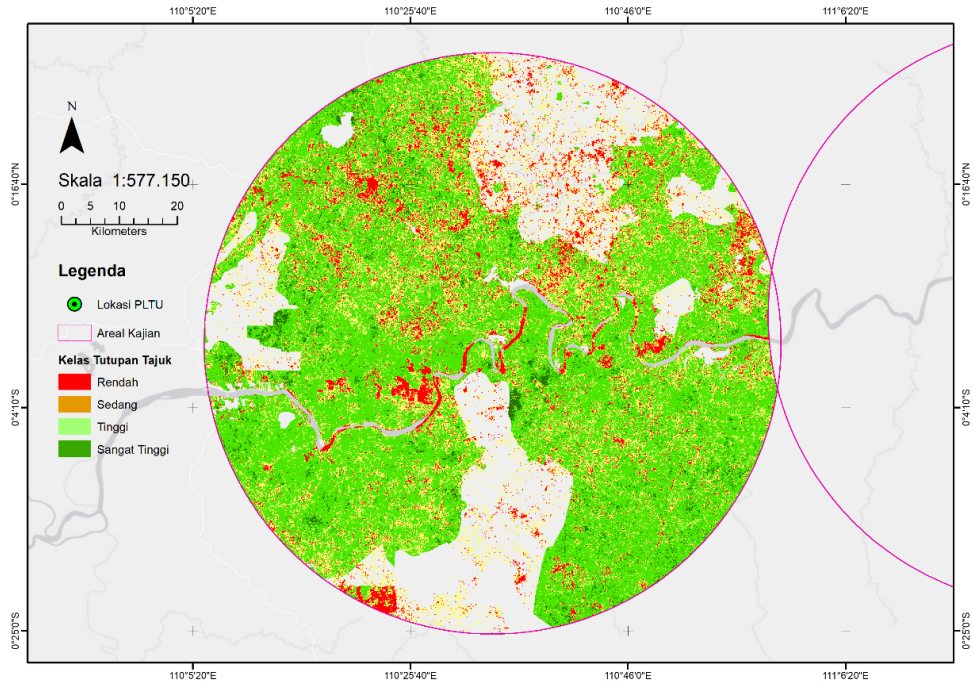 110°5'20"E 110°25'40"E 110°46'0"E 111°6'20"E
N
Skala 1:577.150
0 5 10 20
Kilometers
Legenda
Lokasi PLTU
Areal Kajian
Kelas Tutupan Tajuk
Rendah
Sedang
Tinggi
Sangat Tinggi
0°16'40"N
0°4'10"S
0°25'0"S
0°16'40"N
0°4'10"S
0°25'0"S
110°5'20"E 110°25'40"E 110°46'0"E 111°6'20"E